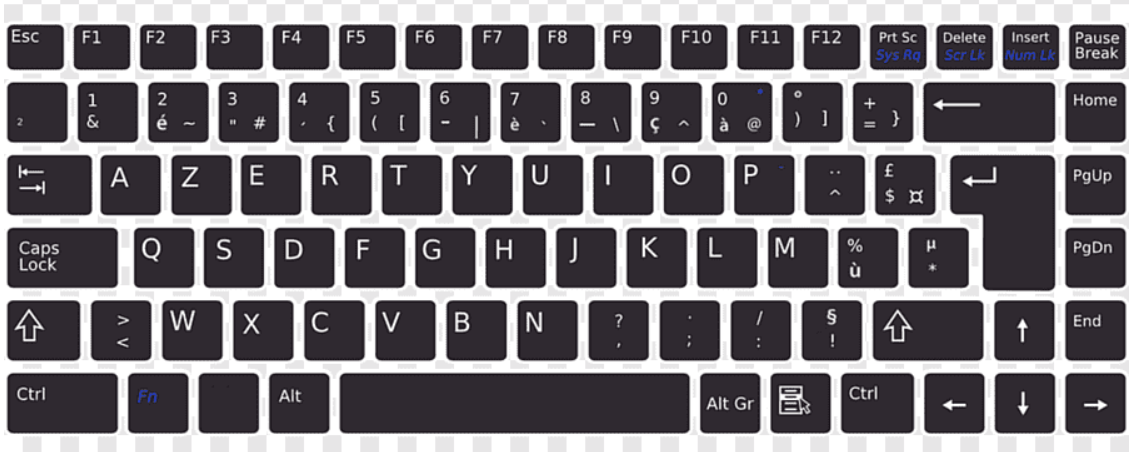 Esc F1 F2 F3 F4 F5 F6 F7 F8 F9 F10 F11 F12 Prt Sc Delete Insert Pause
Sys Rq Scr Lk Num Lk Break
1 2 3 4 5 6 7 8 9 0 * ° + Home
² & é ~ " # ' { ( [ - | è ` — \ ç ^ à @ ) ] = }
A Z E R T Y U I O P ¨ £ PgUp
^ $ ¤
Caps Q S D F G H J K L M % µ PgDn
Lock ù *
> W X C V B N ? . / § End
< , ; : !
Ctrl Fn Alt Alt Gr Ctrl